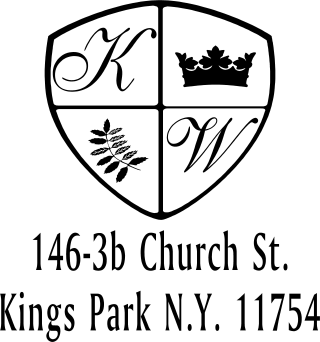 K
W
146-3b Church St.
Kings Park N.Y. 11754